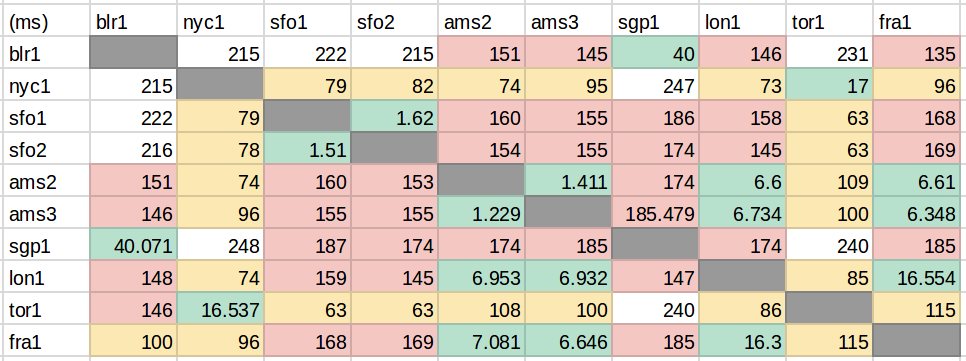 (ms) blr1 nyc1 sfo1 sfo2 ams2 ams3 sgp1 lon1 tor1 fra1
blr1 215 222 215 151 145 40 146 231 135
nyc1 215 79 82 74 95 247 73 17 96
sfo1 222 79 1.62 160 155 186 158 63 168
sfo2 216 78 1.51 154 155 174 145 63 169
ams2 151 74 160 153 1.411 174 6.6 109 6.61
ams3 146 96 155 155 1.229 185.479 6.734 100 6.348
sgp1 40.071 248 187 174 174 185 174 240 185
lon1 148 74 159 145 6.953 6.932 147 85 16.554
tor1 146 16.537 63 63 108 100 240 86 115
fra1 100 96 168 169 7.081 6.646 185 16.3 115